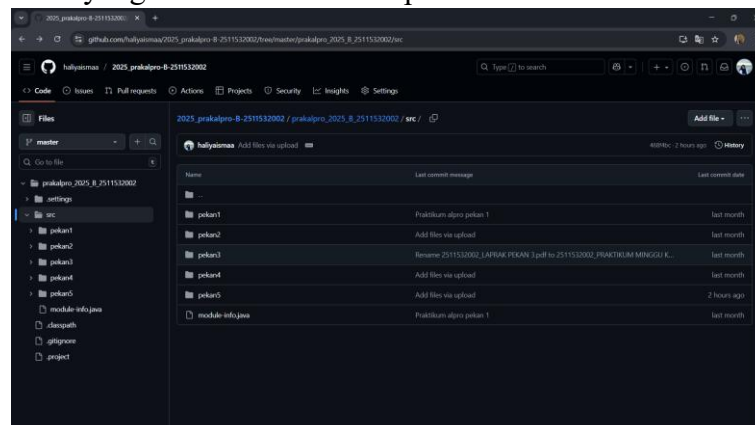 2025_prakalpro-B-2511532002
github.com/haliyaismaa/2025_prakalpro-B-2511532002/tree/master/prakalpro_2025_B_2511532002/src
haliyaismaa / 2025_prakalpro-B-2511532002
Type / to search
Code Issues Pull requests Actions Projects Security Insights Settings
Files
2025_prakalpro-B-2511532002 / prakalpro_2025_B_2511532002 / src /
Add file
master
haliyaismaa Add files via upload
2 hours ago History
Go to file
t
Name Last commit message Last commit date
prakalpro_2025_B_2511532002
..
.settings
src
pekan1 Praktikum alpro pekan 1 last month
pekan1
pekan2 Add files via upload last month
pekan2
pekan3 Rename 2511532002_LAPRAK PEKAN 3.pdf to 2511532002_PRAKTIKUM MINGGU K... last month
pekan3
pekan4 Add files via upload last month
pekan4
pekan5 Add files via upload 2 hours ago
pekan5
module-info.java Praktikum alpro pekan 1 last month
module-info.java
.classpath
.gitignore
.project